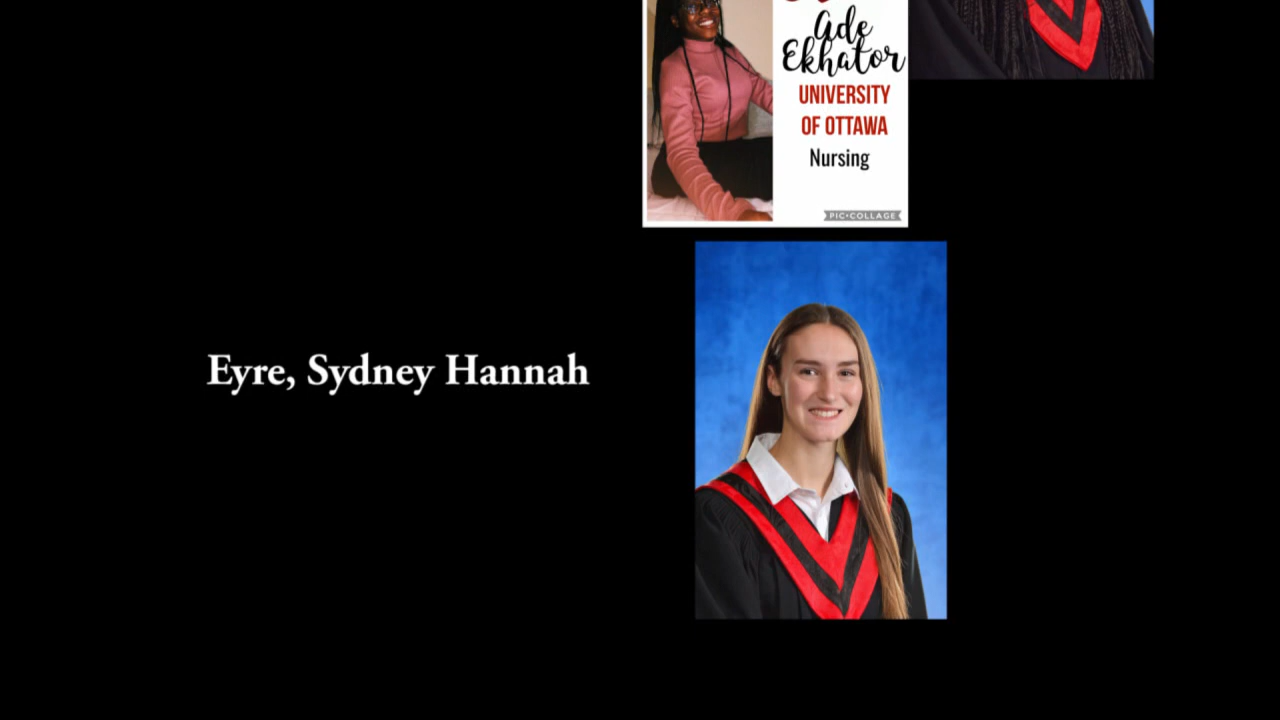 Ade
Ekhator
UNIVERSITY
OF OTTAWA
Nursing
PIC•COLLAGE
Eyre, Sydney Hannah